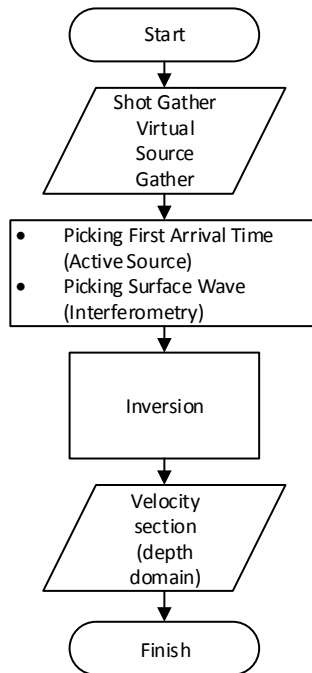 Start
Shot Gather
Virtual
Source
Gather
• Picking First Arrival Time
(Active Source)
• Picking Surface Wave
(Interferometry)
Inversion
Velocity
section
(depth
domain)
Finish